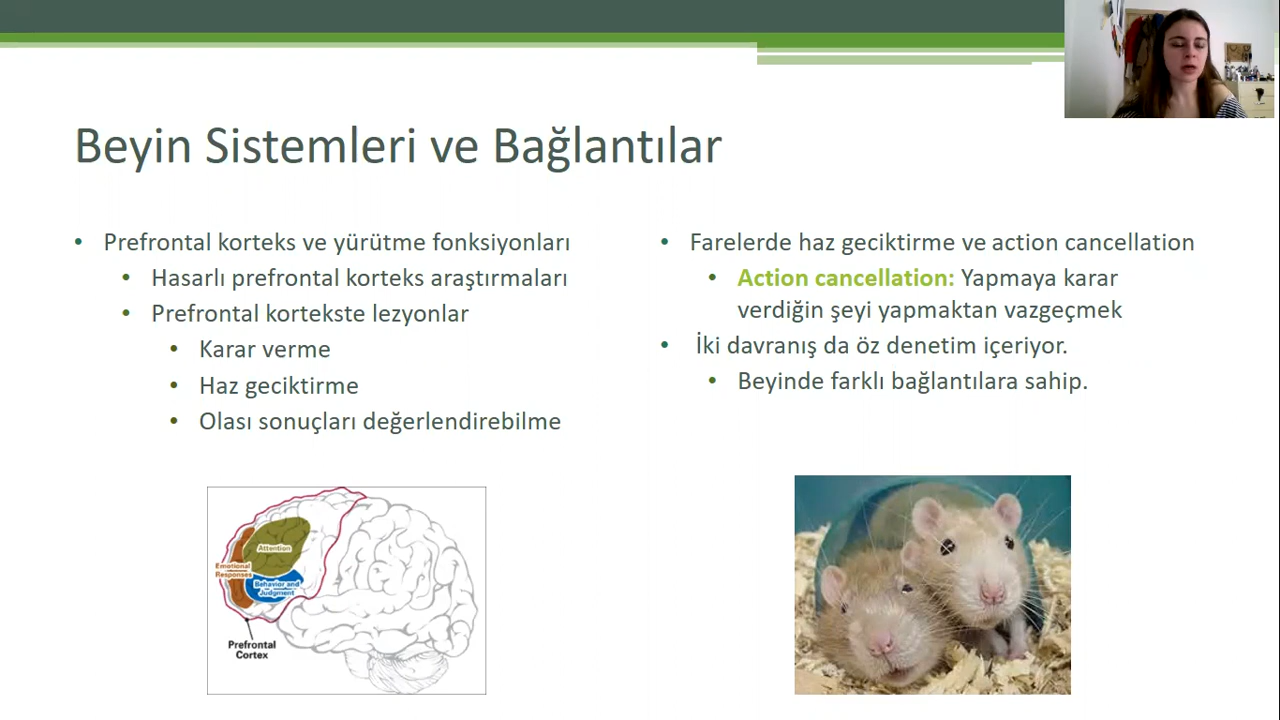 Beyin Sistemleri ve Bağlantılar
Prefrontal korteks ve yürütme fonksiyonları
Hasarlı prefrontal korteks araştırmaları
Prefrontal kortekste lezyonlar
Karar verme
Haz geciktirme
Olası sonuçları değerlendirebilme
Farelerde haz geciktirme ve action cancellation
Action cancellation: Yapmaya karar
verdiğin şeyi yapmaktan vazgeçmek
İki davranış da öz denetim içeriyor.
Beyinde farklı bağlantılara sahip.
Attention
Emotional
Responses
Behavior and
Judgment
Prefrontal
Cortex